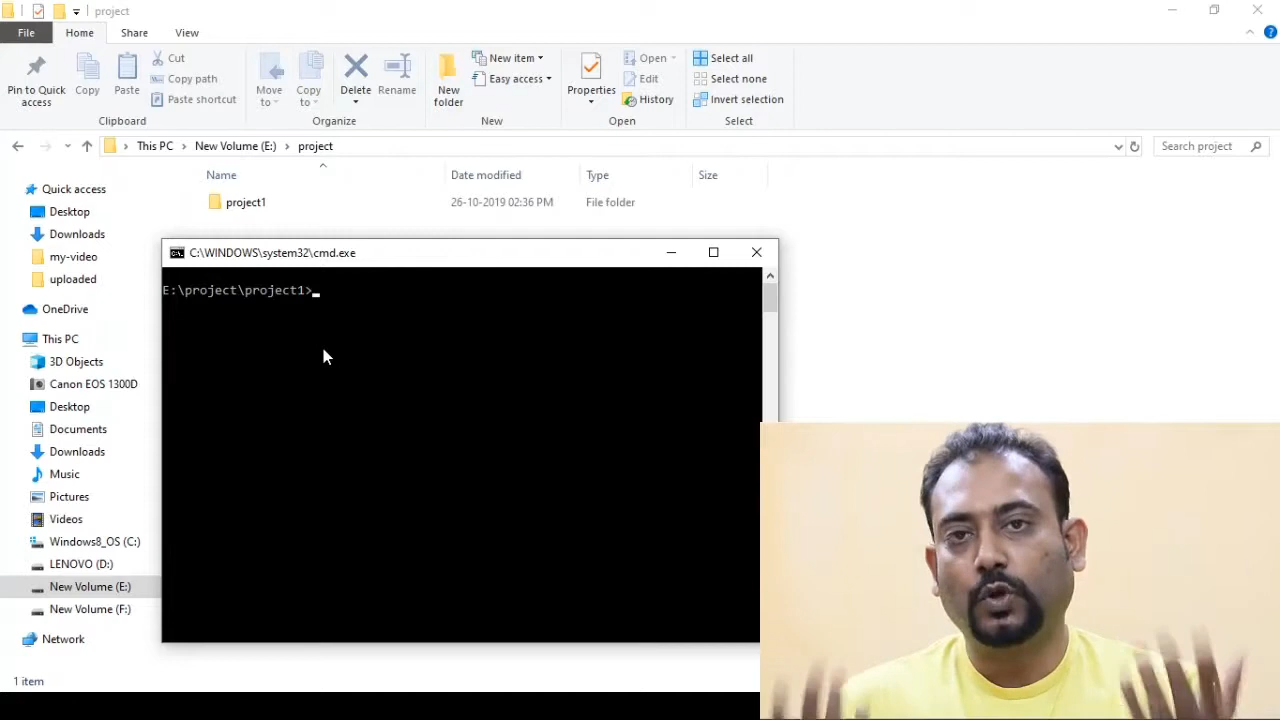 project
File Home Share View
Pin to Quick access
Copy
Paste
Cut
Copy path
Paste shortcut
Clipboard
Move to
Copy to
Delete
Rename
Organize
New folder
New item
Easy access
New
Properties
Open
Edit
History
Open
Select all
Select none
Invert selection
Select
This PC New Volume (E:) project
Search project
Name Date modified Type Size
project1 26-10-2019 02:36 PM File folder
Quick access
Desktop
Downloads
my-video
uploaded
OneDrive
This PC
3D Objects
Canon EOS 1300D
Desktop
Documents
Downloads
Music
Pictures
Videos
Windows8_OS (C:)
LENOVO (D:)
New Volume (E:)
New Volume (F:)
Network
1 item
C:\WINDOWS\system32\cmd.exe
E:\project\project1>